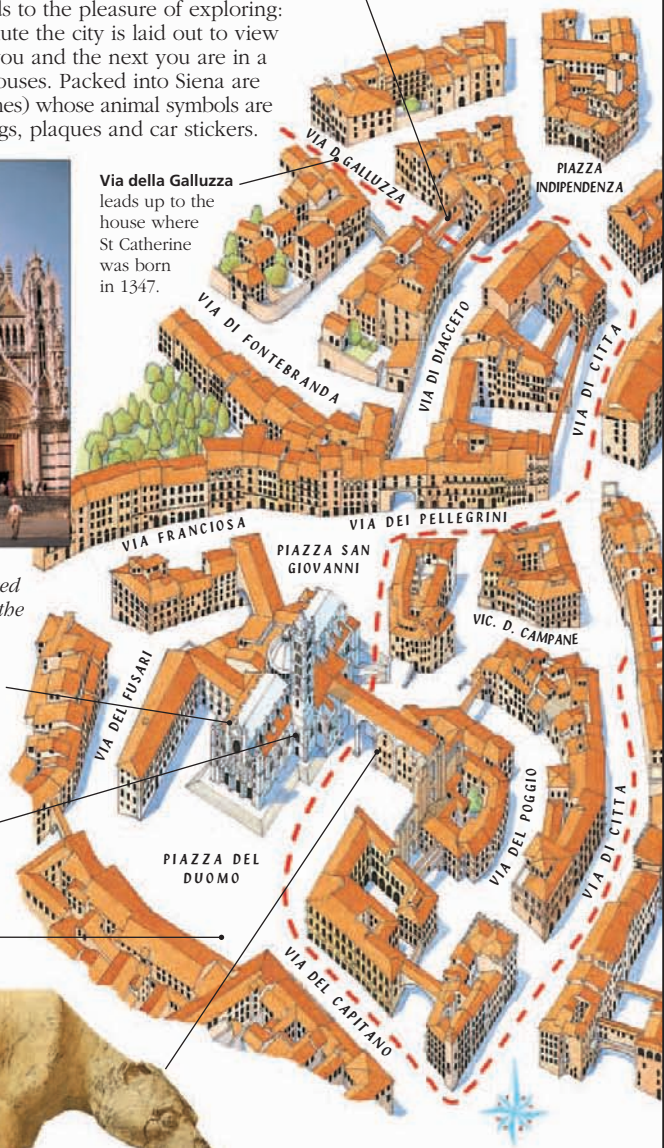 ds to the pleasure of exploring:
ute the city is laid out to view
you and the next you are in a
ouses. Packed into Siena are
nes) whose animal symbols are
gs, plaques and car stickers.
Via della Galluzza
leads up to the
house where
St Catherine
was born
in 1347.
VIA D GALLUZZA
PIAZZA
INDIPENDENZA
VIA DI FONTEBRANDA
VIA DI DIACCETO
VIA DI CITTA
VIA FRANCIOSA
VIA DEI PELLEGRINI
PIAZZA SAN
GIOVANNI
VIC. D. CAMPANE
ed
the
VIA DEL FUSARI
VIA DEL POGGIO
VIA DI CITTA
PIAZZA DEL
DUOMO
VIA DEL CAPITANO